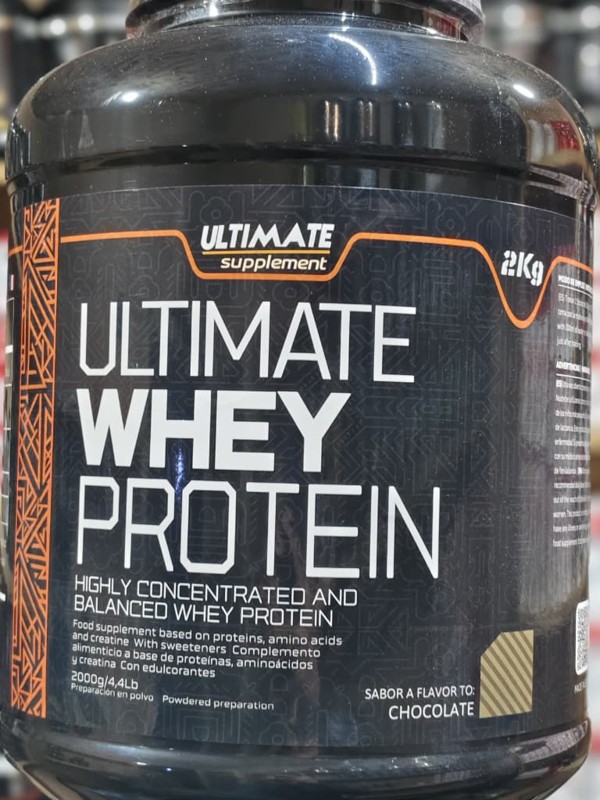 ULTIMATE
supplement
2Kg
ULTIMATE
WHEY
PROTEIN
HIGHLY CONCENTRATED AND
BALANCED WHEY PROTEIN
Food supplement based on proteins, amino acids
and creatine With sweeteners Complemento
alimenticio a base de proteínas, aminoácidos
y creatina Con edulcorantes
2000g/4,4Lb
Preparación en polvo Powdered preparation
SABOR A FLAVOR TO:
CHOCOLATE